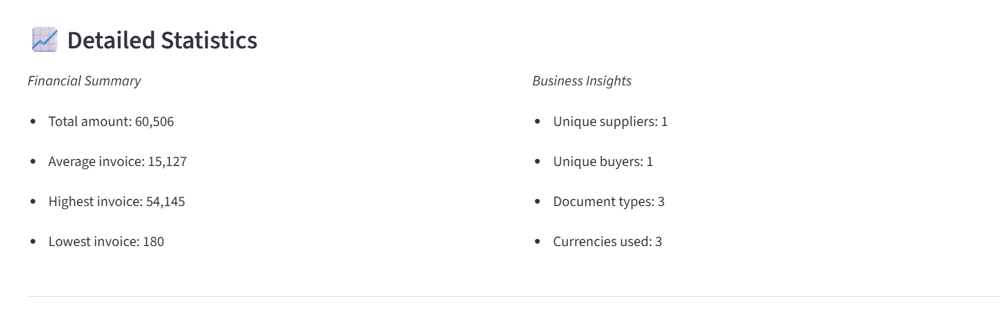 Detailed Statistics
Financial Summary
• Total amount: 60,506
• Average invoice: 15,127
• Highest invoice: 54,145
• Lowest invoice: 180
Business Insights
• Unique suppliers: 1
• Unique buyers: 1
• Document types: 3
• Currencies used: 3